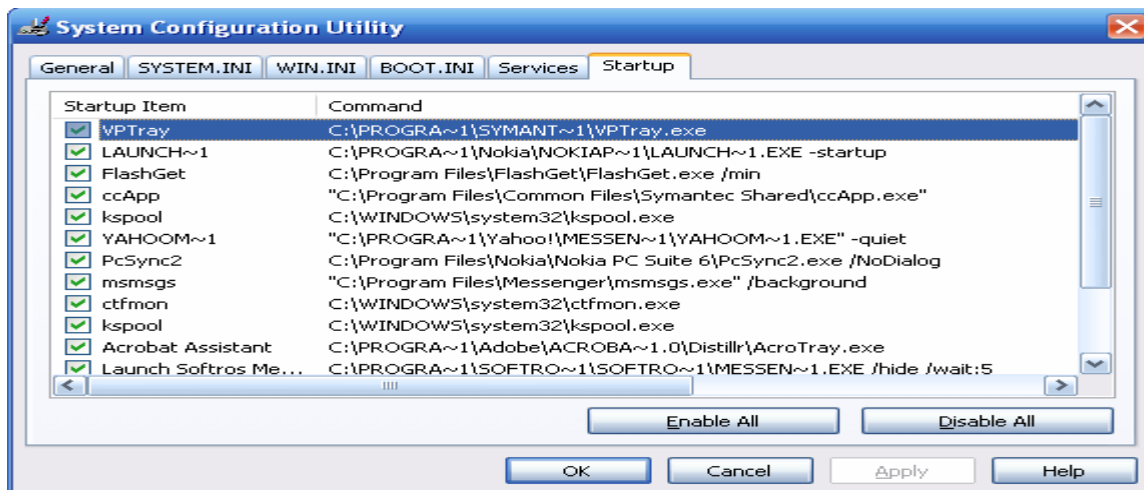 System Configuration Utility
General SYSTEM.INI WIN.INI BOOT.INI Services Startup
Startup Item Command
VPTray C:\PROGRA~1\SYMANT~1\VPTray.exe
LAUNCH~1 C:\PROGRA~1\Nokia\NOKIAP~1\LAUNCH~1.EXE -startup
FlashGet C:\Program Files\FlashGet\FlashGet.exe /min
ccApp "C:\Program Files\Common Files\Symantec Shared\ccApp.exe"
kspool C:\WINDOWS\system32\kspool.exe
YAHOOM~1 "C:\PROGRA~1\Yahoo!\MESSEN~1\YAHOOM~1.EXE" -quiet
PcSync2 C:\Program Files\Nokia\Nokia PC Suite 6\PcSync2.exe /NoDialog
msmsgs "C:\Program Files\Messenger\msmsgs.exe" /background
ctfmon C:\WINDOWS\system32\ctfmon.exe
kspool C:\WINDOWS\system32\kspool.exe
Acrobat Assistant C:\PROGRA~1\Adobe\ACROBA~1.0\Distillr\AcroTray.exe
Launch Softros Me... C:\PROGRA~1\SOFTRO~1\SOFTRO~1\MESSEN~1.EXE /hide /wait:5
Enable All Disable All
OK Cancel Apply Help